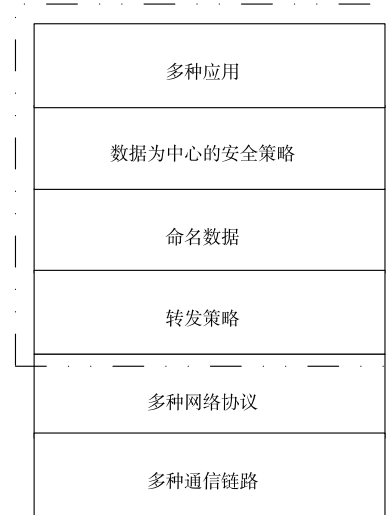 多种应用
数据为中心的安全策略
命名数据
转发策略
多种网络协议
多种通信链路